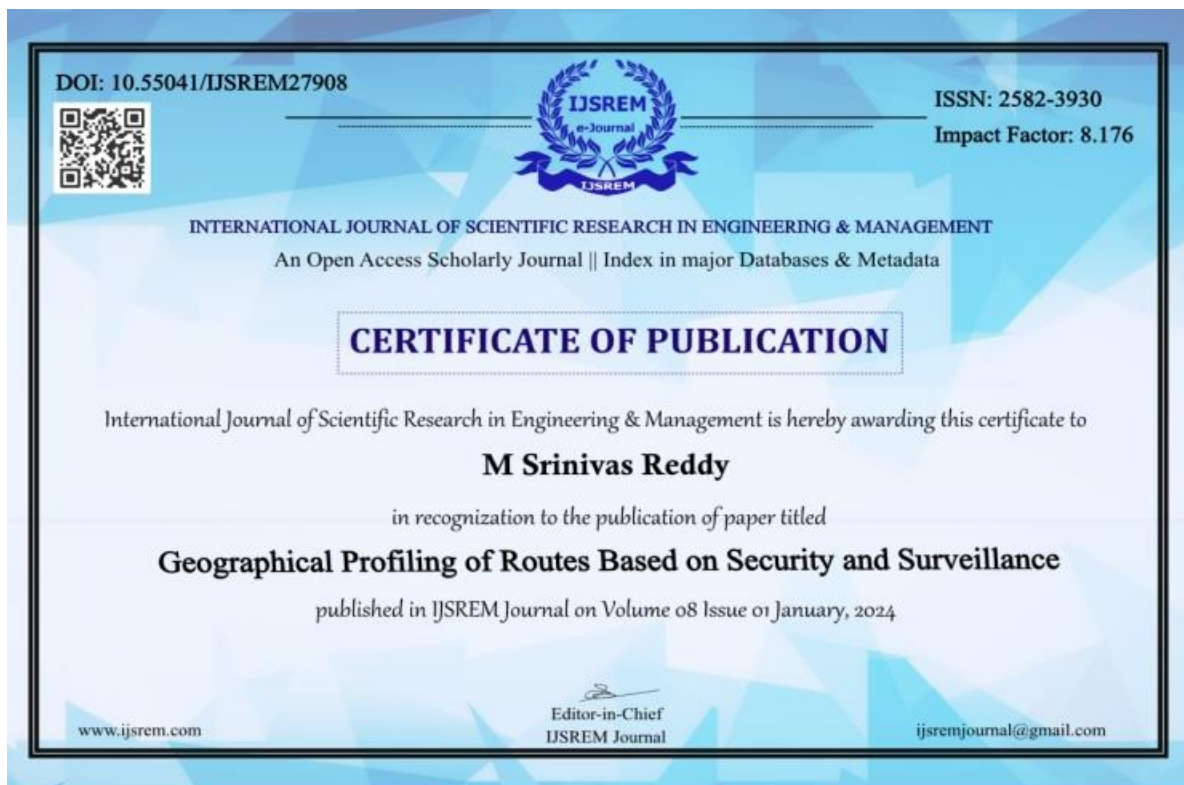 DOI: 10.55041/IJSREM27908
ISSN: 2582-3930
Impact Factor: 8.176
IJSREM
e-Journal
IJSREM
INTERNATIONAL JOURNAL OF SCIENTIFIC RESEARCH IN ENGINEERING & MANAGEMENT
An Open Access Scholarly Journal || Index in major Databases & Metadata
CERTIFICATE OF PUBLICATION
International Journal of Scientific Research in Engineering & Management is hereby awarding this certificate to
M Srinivas Reddy
in recognization to the publication of paper titled
Geographical Profiling of Routes Based on Security and Surveillance
published in IJSREM Journal on Volume 08 Issue 01 January, 2024
www.ijsrem.com
Editor-in-Chief
IJSREM Journal
ijsremjournal@gmail.com